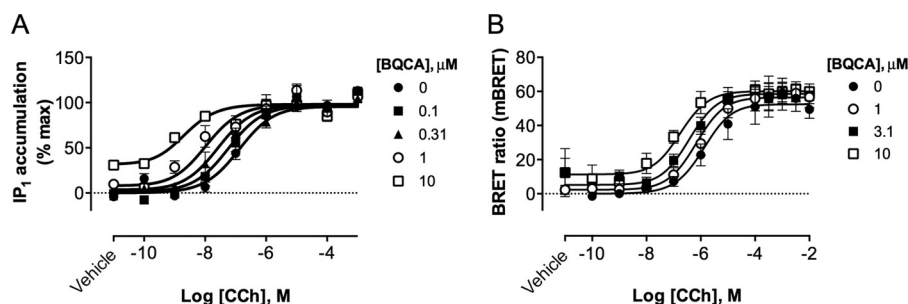 A
IP₁ accumulation
(% max)
150
100
50
0
Vehicle
-10
-8
-6
-4
Log [CCh], M
[BQCA], μM
0
0.1
0.31
1
10
B
BRET ratio (mBRET)
80
60
40
20
0
Vehicle
-10
-8
-6
-4
-2
Log [CCh], M
[BQCA], μM
0
1
3.1
10